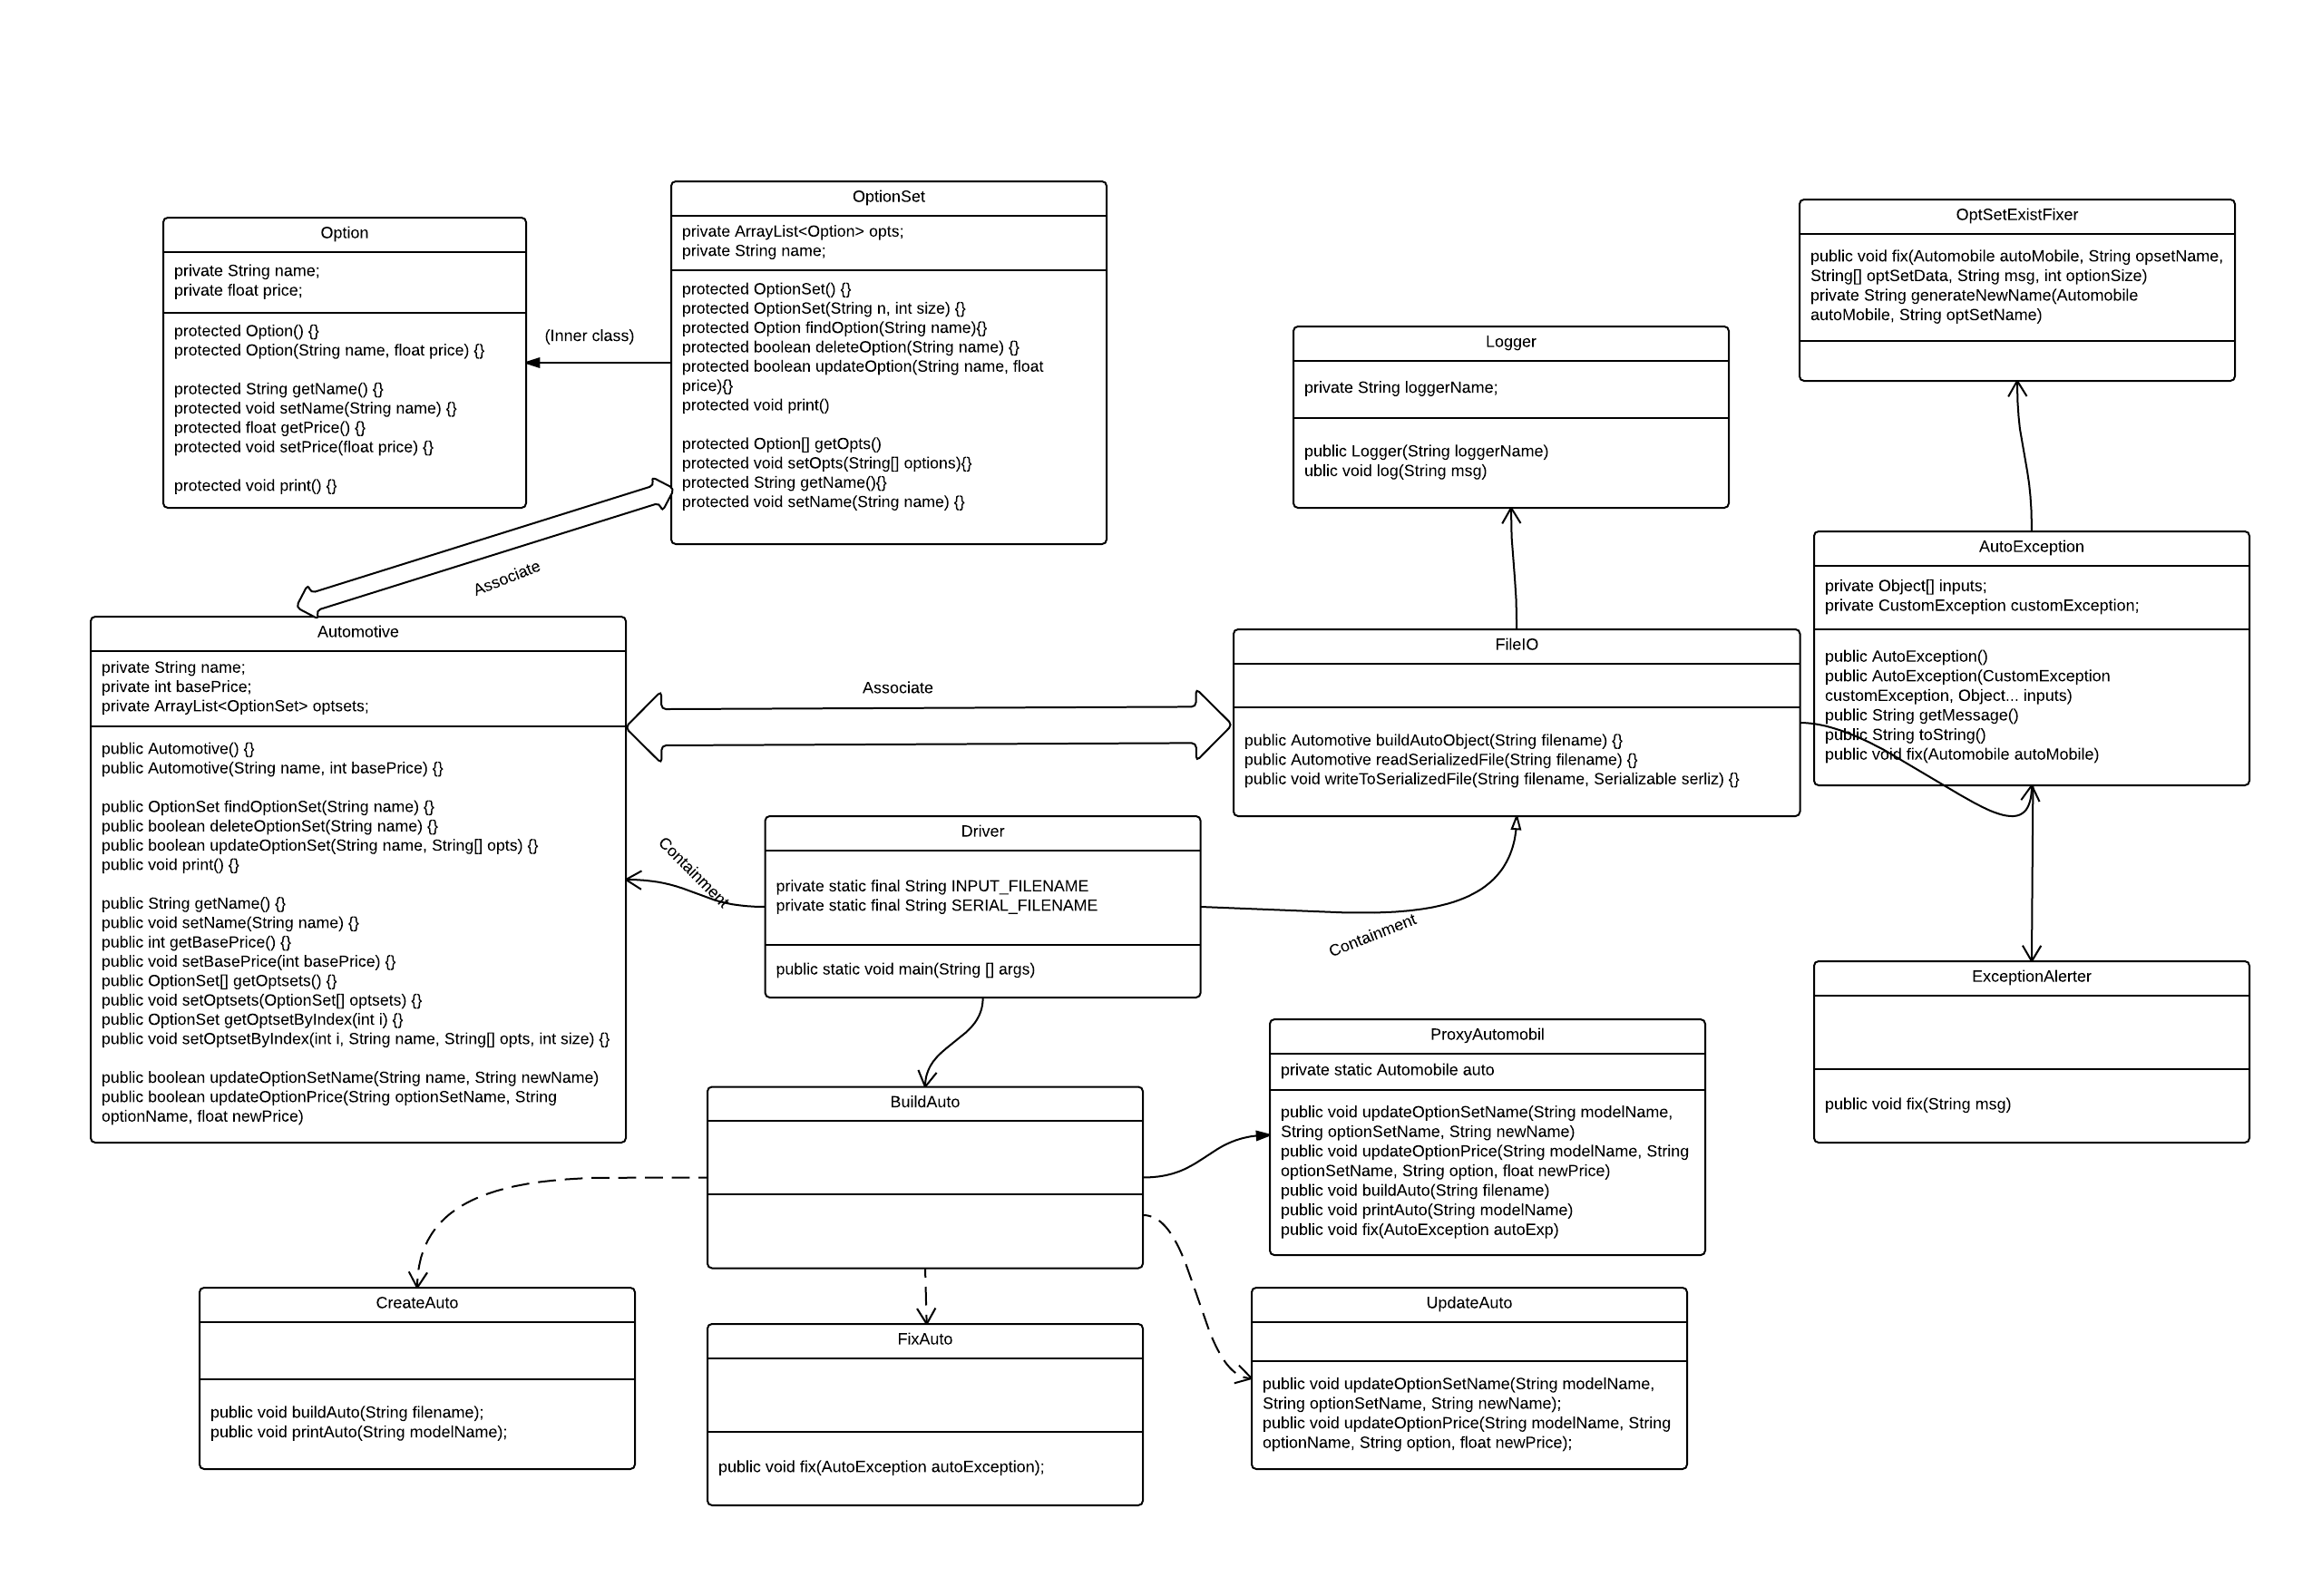 OptionSet
private ArrayList<Option> opts;
private String name;
protected OptionSet() {}
protected OptionSet(String n, int size) {}
protected Option findOption(String name){}
protected boolean deleteOption(String name) {}
protected boolean updateOption(String name, float
price){}
protected void print()
protected Option[] getOpts()
protected void setOpts(String[] options){}
protected String getName(){}
protected void setName(String name) {}
Option
private String name;
private float price;
protected Option() {}
protected Option(String name, float price) {}
protected String getName() {}
protected void setName(String name) {}
protected float getPrice() {}
protected void setPrice(float price) {}
protected void print() {}
(Inner class)
OptSetExistFixer
public void fix(Automobile autoMobile, String opsetName,
String[] optSetData, String msg, int optionSize)
private String generateNewName(Automobile
autoMobile, String optSetName)
Logger
private String loggerName;
public Logger(String loggerName)
ublic void log(String msg)
AutoException
private Object[] inputs;
private CustomException customException;
public AutoException()
public AutoException(CustomException
customException, Object... inputs)
public String getMessage()
public String toString()
public void fix(Automobile autoMobile)
Associate
Automotive
private String name;
private int basePrice;
private ArrayList<OptionSet> optsets;
public Automotive() {}
public Automotive(String name, int basePrice) {}
public OptionSet findOptionSet(String name) {}
public boolean deleteOptionSet(String name) {}
public boolean updateOptionSet(String name, String[] opts) {}
public void print() {}
public String getName() {}
public void setName(String name) {}
public int getBasePrice() {}
public void setBasePrice(int basePrice) {}
public OptionSet[] getOptsets() {}
public void setOptsets(OptionSet[] optsets) {}
public OptionSet getOptsetByIndex(int i) {}
public void setOptsetByIndex(int i, String name, String[] opts, int size) {}
public boolean updateOptionSetName(String name, String newName)
public boolean updateOptionPrice(String optionSetName, String
optionName, float newPrice)
Associate
FileIO
public Automotive buildAutoObject(String filename) {}
public Automotive readSerializedFile(String filename) {}
public void writeToSerializedFile(String filename, Serializable serliz) {}
Containment
Driver
private static final String INPUT_FILENAME
private static final String SERIAL_FILENAME
public static void main(String [] args)
Containment
ExceptionAlerter
public void fix(String msg)
ProxyAutomobil
private static Automobile auto
public void updateOptionSetName(String modelName,
String optionSetName, String newName)
public void updateOptionPrice(String modelName, String
optionSetName, String option, float newPrice)
public void buildAuto(String filename)
public void printAuto(String modelName)
public void fix(AutoException autoExp)
BuildAuto
CreateAuto
public void buildAuto(String filename);
public void printAuto(String modelName);
FixAuto
public void fix(AutoException autoException);
UpdateAuto
public void updateOptionSetName(String modelName,
String optionSetName, String newName);
public void updateOptionPrice(String modelName, String
optionName, String option, float newPrice);